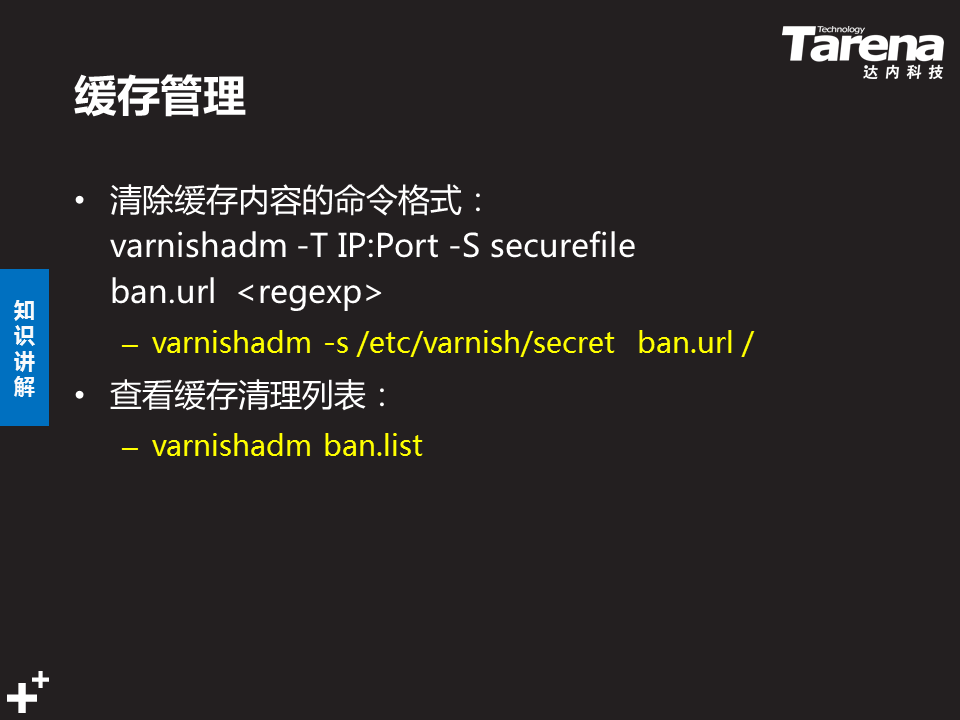 Technology
Tarena
达内科技
缓存管理
• 清除缓存内容的命令格式：
varnishadm -T IP:Port -S securefile
ban.url <regexp>
– varnishadm -s /etc/varnish/secret ban.url /
• 查看缓存清理列表：
– varnishadm ban.list
知
识
讲
解